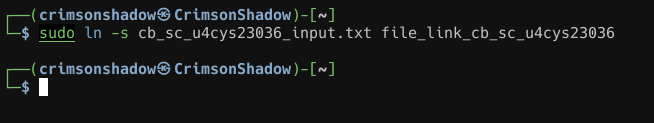 ┌──(crimsonshadow㉿CrimsonShadow)-[~]
└─$ sudo ln -s cb_sc_u4cys23036_input.txt file_link_cb_sc_u4cys23036
┌──(crimsonshadow㉿CrimsonShadow)-[~]
└─$